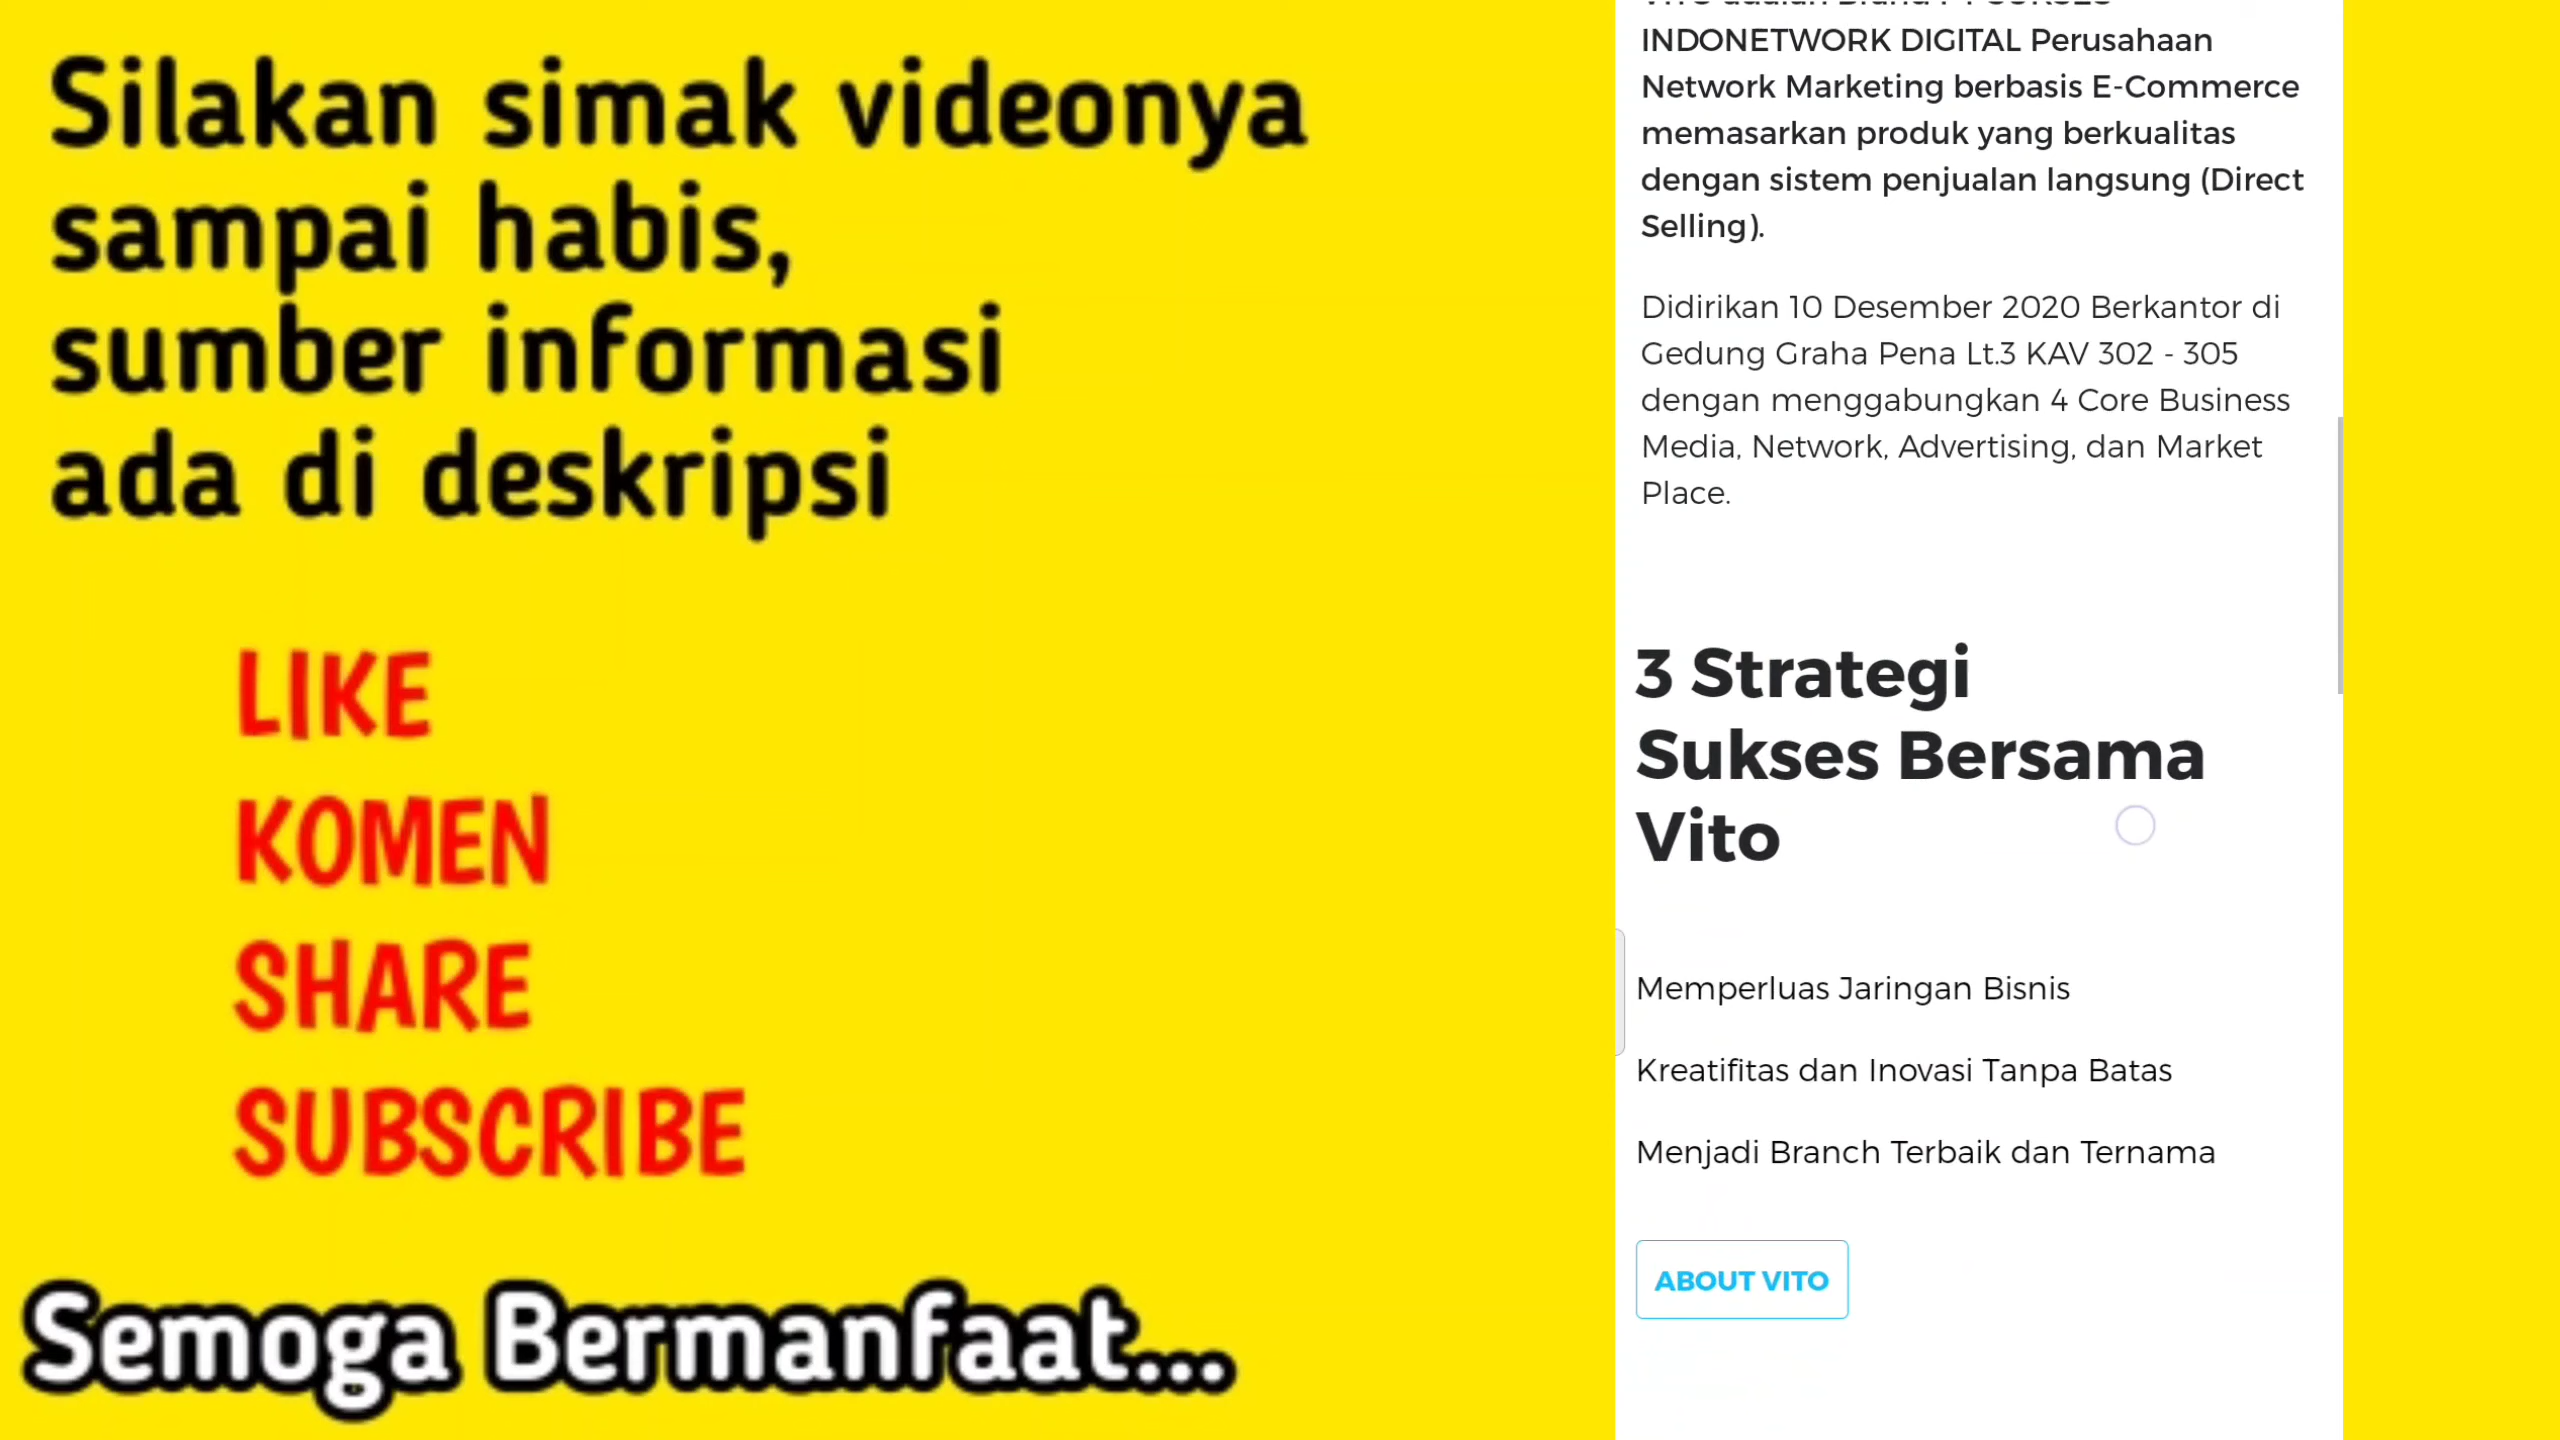 Silakan simak videonya
sampai habis,
sumber informasi
ada di deskripsi
LIKE
KOMEN
SHARE
SUBSCRIBE
Semoga Bermanfaat...
INDONETWORK DIGITAL Perusahaan
Network Marketing berbasis E-Commerce
memasarkan produk yang berkualitas
dengan sistem penjualan langsung (Direct
Selling).
Didirikan 10 Desember 2020 Berkantor di
Gedung Graha Pena Lt.3 KAV 302 - 305
dengan menggabungkan 4 Core Business
Media, Network, Advertising, dan Market
Place.
3 Strategi
Sukses Bersama
Vito
Memperluas Jaringan Bisnis
Kreatifitas dan Inovasi Tanpa Batas
Menjadi Branch Terbaik dan Ternama
ABOUT VITO